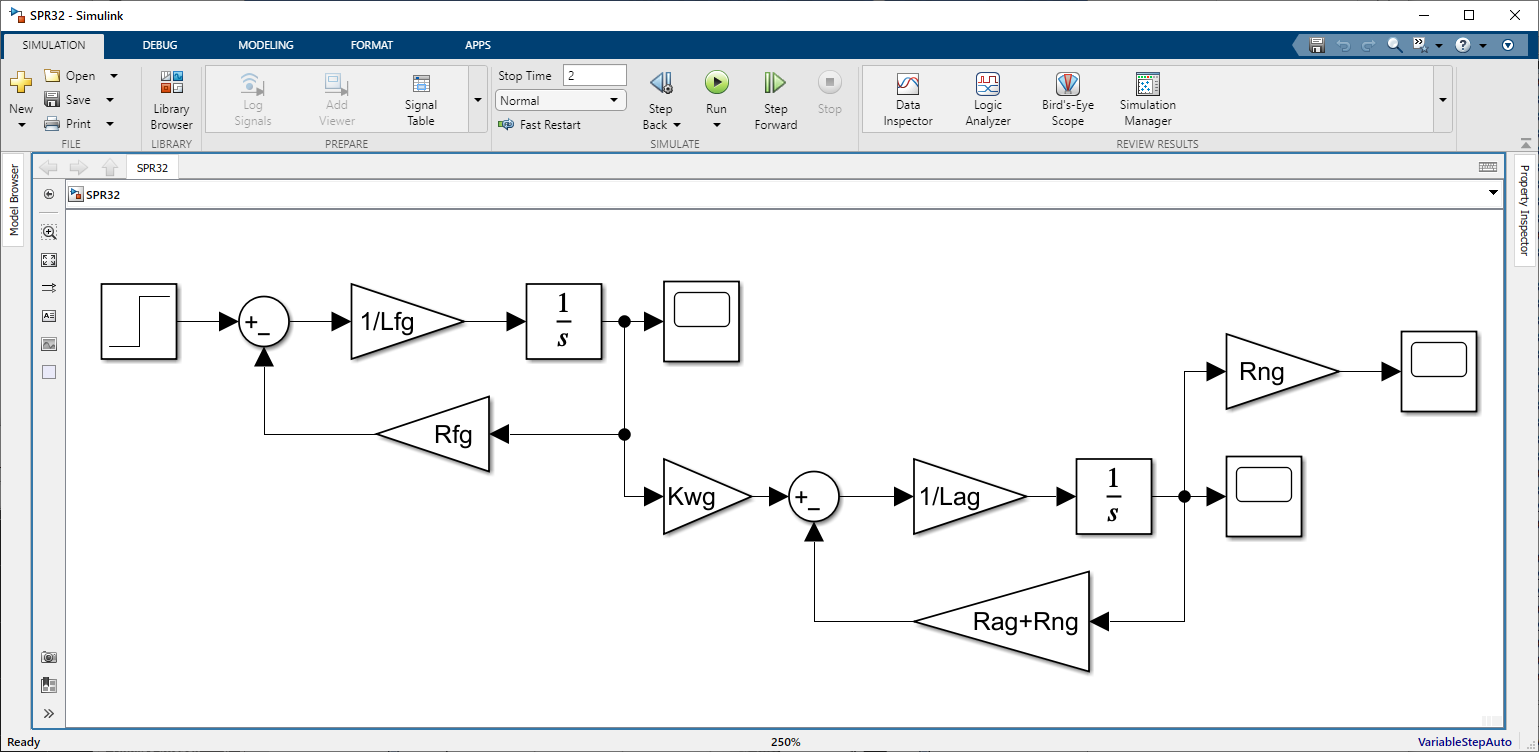 SPR32 - Simulink
SIMULATION DEBUG MODELING FORMAT APPS
New
Open
Save
Print
FILE
Library
Browser
LIBRARY
Log
Signals
Add
Viewer
Signal
Table
PREPARE
Stop Time 2
Normal
Fast Restart
Step
Back
Run
Step
Forward
Stop
SIMULATE
Data
Inspector
Logic
Analyzer
Bird's-Eye
Scope
Simulation
Manager
REVIEW RESULTS
Model Browser
SPR32
SPR32
Property Inspector
+
−
1/Lfg
1
s
Rng
Rfg
Kwg
+
−
1/Lag
1
s
Rag+Rng
Ready 250% VariableStepAuto